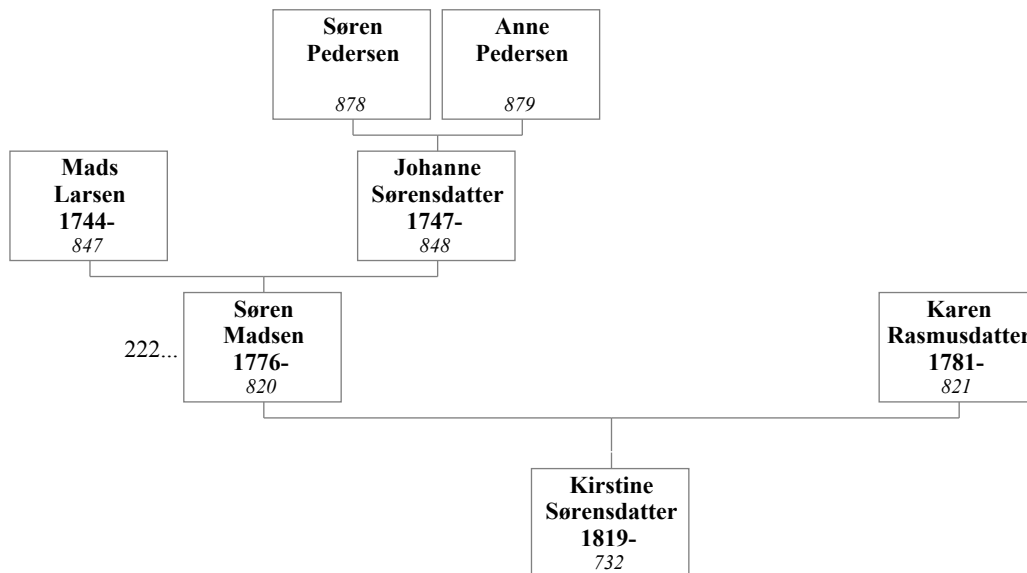 Søren
Pedersen
878
Anne
Pedersen
879
Mads
Larsen
1744-
847
Johanne
Sørensdatter
1747-
848
222...
Søren
Madsen
1776-
820
Karen
Rasmusdatter
1781-
821
Kirstine
Sørensdatter
1819-
732